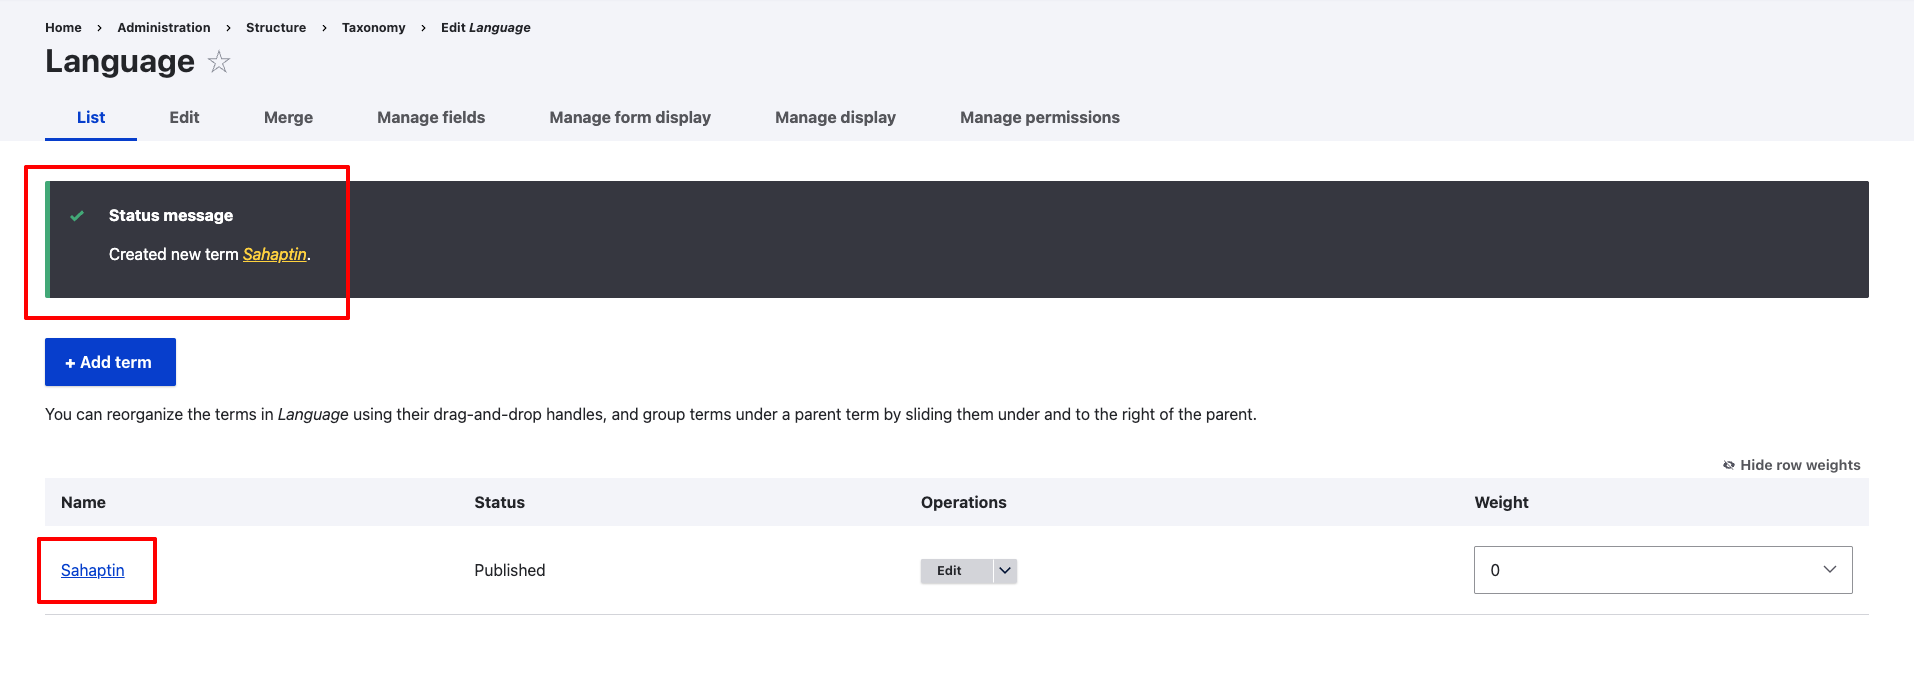 Home › Administration › Structure › Taxonomy › Edit Language
Language
List Edit Merge Manage fields Manage form display Manage display Manage permissions
Status message
Created new term Sahaptin.
+ Add term
You can reorganize the terms in Language using their drag-and-drop handles, and group terms under a parent term by sliding them under and to the right of the parent.
Hide row weights
Name Status Operations Weight
Sahaptin Published Edit 0